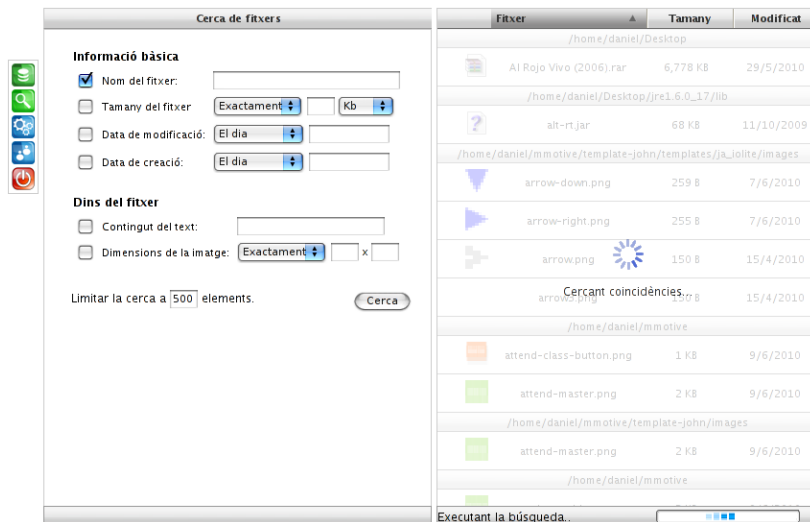 Cerca de fitxers
Informació bàsica
Nom del fitxer:
Tamany del fitxer Exactament Kb
Data de modificació: El dia
Data de creació: El dia
Dins del fitxer
Contingut del text:
Dimensions de la imatge: Exactament x
Limitar la cerca a 500 elements. Cerca
Fitxer Tamany Modificat
/home/daniel/Desktop
Al Rojo Vivo (2006).rar 6,778 KB 29/5/2010
/home/daniel/Desktop/jre1.6.0_17/lib
alt-rt.jar 68 KB 11/10/2009
/home/daniel/mmotive/template-john/templates/ja_iolite/images
arrow-down.png 259 B 7/6/2010
arrow-right.png 255 B 7/6/2010
arrow.png 150 B 15/4/2010
Cercant coincidències...
arrow3.png 150 B 15/4/2010
/home/daniel/mmotive
attend-class-button.png 1 KB 9/6/2010
attend-master.png 2 KB 9/6/2010
/home/daniel/mmotive/template-john/images
attend-master.png 2 KB 9/6/2010
/home/daniel/mmotive
Executant la búsqueda..